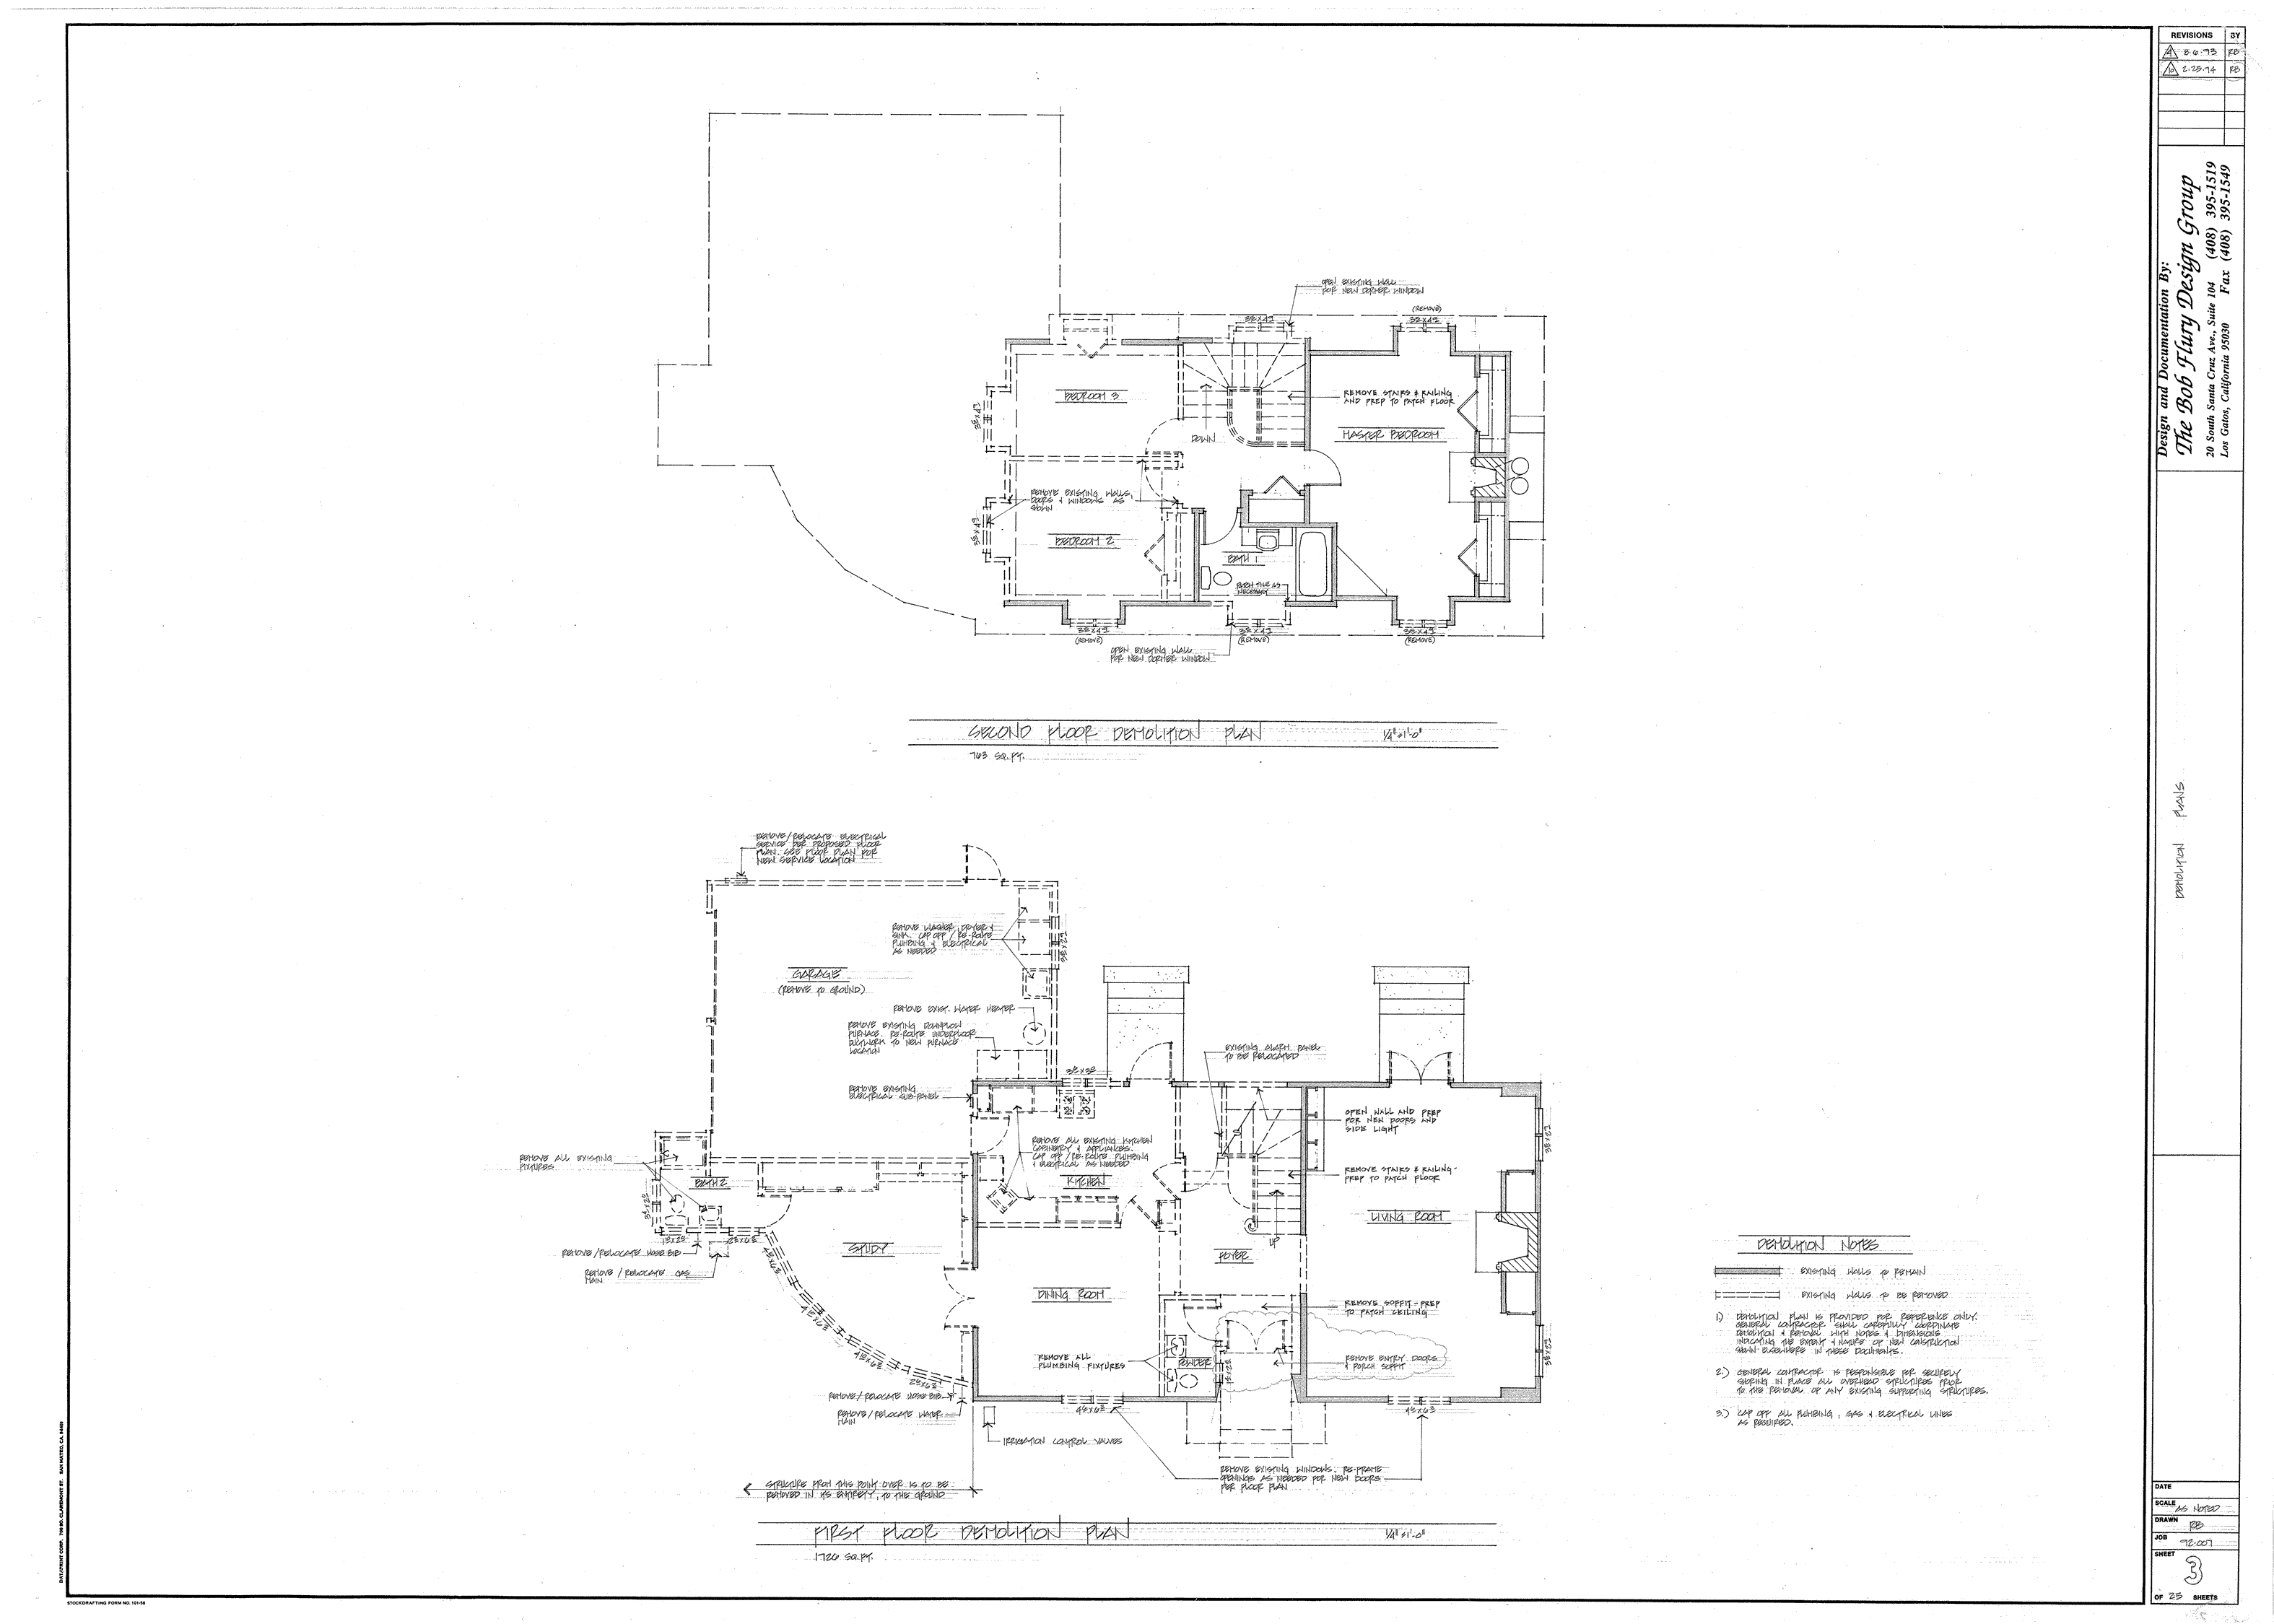 REVISIONS BY
8·6·93 RB
10 2·25·94 RB
Design and Documentation By:
The Bob Flury Design Group
20 South Santa Cruz Ave., Suite 104 (408) 395-1519
Los Gatos, California 95030 Fax (408) 395-1549
DEMOLITION PLANS
DATE
SCALE AS NOTED
DRAWN RB
JOB 92-007
SHEET
3
OF 25 SHEETS
OPEN EXISTING WALL
FOR NEW DORMER WINDOW
(REMOVE)
BEDROOM 3
REMOVE STAIRS & RAILING
AND PREP TO PATCH FLOOR
DOWN
MASTER BEDROOM
REMOVE EXISTING WALLS,
DOORS & WINDOWS AS
SHOWN
BEDROOM 2
BATH 1
PATCH TILE AS
NECESSARY
(REMOVE)
(REMOVE)
(REMOVE)
OPEN EXISTING WALL
FOR NEW DORMER WINDOW
SECOND FLOOR DEMOLITION PLAN 1/4"=1'-0"
763 SQ. FT.
REMOVE/RELOCATE ELECTRICAL
SERVICE PER PROPOSED FLOOR
PLAN. SEE FLOOR PLAN FOR
NEW SERVICE LOCATION
REMOVE WASHER, DRYER &
SINK. CAP OFF / RE-ROUTE
PLUMBING & ELECTRICAL
AS NEEDED
GARAGE
(REMOVE TO GROUND)
REMOVE EXIST. WATER HEATER
REMOVE EXISTING DOWNFLOW
FURNACE. RE-ROUTE UNDERFLOOR
DUCTWORK TO NEW FURNACE
LOCATION
REMOVE EXISTING
ELECTRICAL SUB-PANEL
EXISTING ALARM PANEL
TO BE RELOCATED
OPEN WALL AND PREP
FOR NEW DOORS AND
SIDE LIGHT
REMOVE ALL EXISTING KITCHEN
CABINETRY & APPLIANCES.
CAP OFF / RE-ROUTE PLUMBING
& ELECTRICAL AS NEEDED
KITCHEN
REMOVE ALL EXISTING
FIXTURES
BATH 2
REMOVE STAIRS & RAILING -
PREP TO PATCH FLOOR
LIVING ROOM
UP
STUDY
FOYER
REMOVE/RELOCATE HOSE BIB
REMOVE / RELOCATE GAS
MAIN
DINING ROOM
REMOVE SOFFIT - PREP
TO PATCH CEILING
REMOVE ALL
PLUMBING FIXTURES
POWDER
REMOVE ENTRY DOORS
& PORCH SOFFIT
REMOVE/RELOCATE HOSE BIB
REMOVE/RELOCATE WATER
MAIN
IRRIGATION CONTROL VALVES
REMOVE EXISTING WINDOWS. RE-FRAME
OPENINGS AS NEEDED FOR NEW DOORS
PER FLOOR PLAN
STRUCTURE FROM THIS POINT OVER IS TO BE
REMOVED IN ITS ENTIRETY, TO THE GROUND
FIRST FLOOR DEMOLITION PLAN 1/4"=1'-0"
1726 SQ. FT.
DEMOLITION NOTES
EXISTING WALLS TO REMAIN
EXISTING WALLS TO BE REMOVED
1.) DEMOLITION PLAN IS PROVIDED FOR REFERENCE ONLY.
GENERAL CONTRACTOR SHALL CAREFULLY COORDINATE
DEMOLITION & REMOVAL WITH NOTES & DIMENSIONS
INDICATING THE EXTENT & NATURE OF NEW CONSTRUCTION
SHOWN ELSEWHERE IN THESE DOCUMENTS.
2.) GENERAL CONTRACTOR IS RESPONSIBLE FOR SECURELY
SHORING IN PLACE ALL OVERHEAD STRUCTURES PRIOR
TO THE REMOVAL OF ANY EXISTING SUPPORTING STRUCTURES.
3.) CAP OFF ALL PLUMBING, GAS & ELECTRICAL LINES
AS REQUIRED.
STOCKDRAFTING FORM NO. 101-58